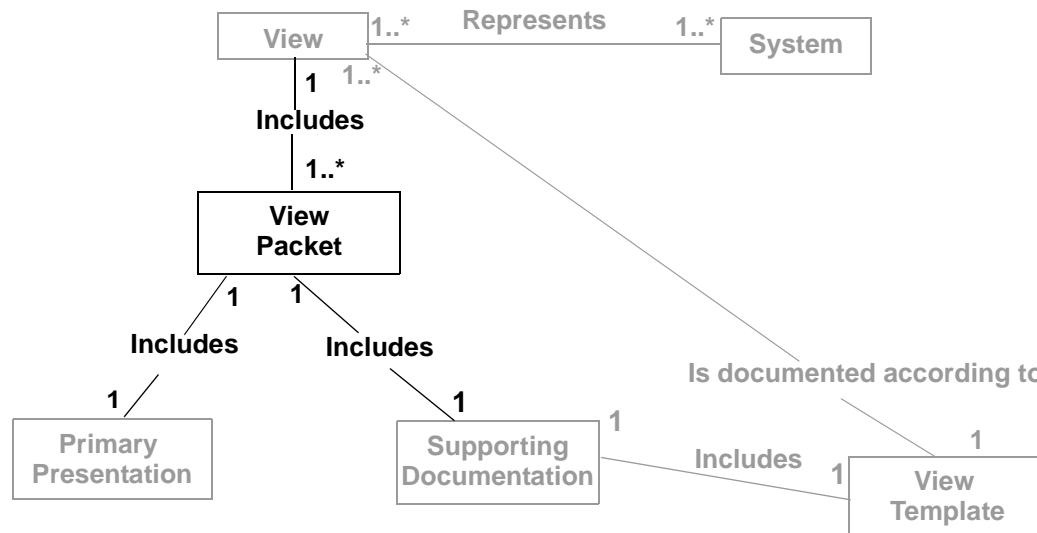 View
1..*
Represents
1..*
System
1..*
1
Includes
1..*
View
Packet
1
1
Includes
Includes
Is documented according to
1
1
1
1
Primary
Presentation
Supporting
Documentation
Includes
1
View
Template